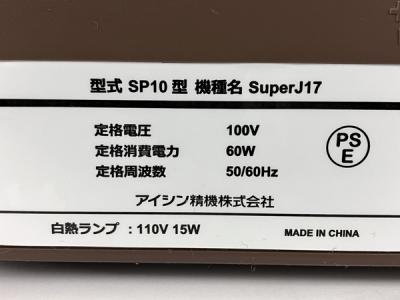 型式 SP10 型 機種名 SuperJ17
定格電圧 100V
定格消費電力 60W
定格周波数 50/60Hz
PS
E
アイシン精機株式会社
白熱ランプ : 110V 15W MADE IN CHINA